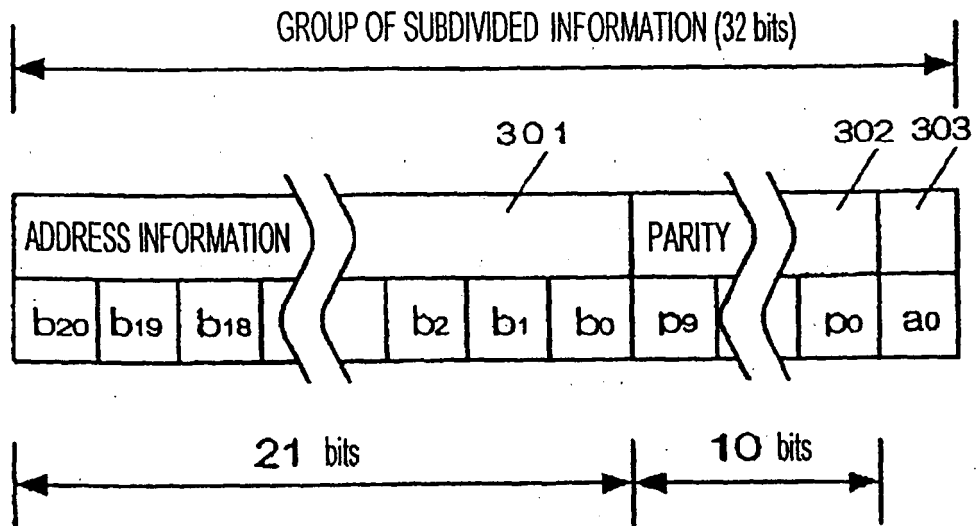 GROUP OF SUBDIVIDED INFORMATION (32 bits)
301 302 303
ADDRESS INFORMATION PARITY
b20 b19 b18 b2 b1 b0 p9 p0 a0
21 bits 10 bits